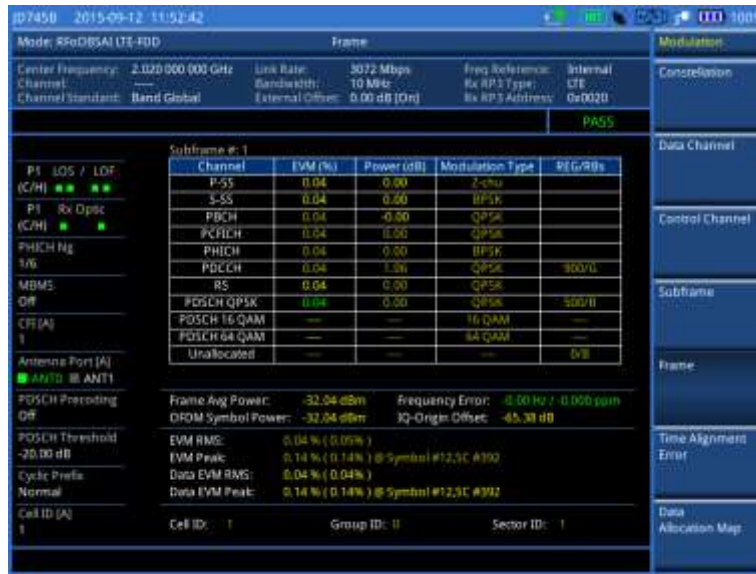 JD745B 2015-09-12 11:52:42
Mode: RFoOBSAI LTE-FDD Frame
Modulation
Center Frequency: 2.020 000 000 GHz Link Rate: 3072 Mbps Freq Reference: Internal
Channel: ---- Bandwidth: 10 MHz Rx RP3 Type: LTE
Channel Standard: Band Global External Offset: 0.00 dB [On] Rx RP3 Address: 0x0020
PASS
Constellation
Data Channel
Control Channel
Subframe
Frame
Time Alignment
Error
Data
Allocation Map
P1 LOS / LOF
(C/H)
P1 Rx Optic
(C/H)
PHICH Ng
1/6
MBMS
Off
CFI [A]
1
Antenna Port [A]
ANT0 ANT1
PDSCH Precoding
Off
PDSCH Threshold
-20.00 dB
Cyclic Prefix
Normal
Cell ID [A]
1
Subframe #: 1
Channel EVM (%) Power (dB) Modulation Type REG/RBs
P-SS 0.04 0.00 Z-chu
S-SS 0.04 0.00 BPSK
PBCH 0.04 -0.00 QPSK
PCFICH 0.04 0.00 QPSK
PHICH 0.04 0.00 BPSK
PDCCH 0.04 1.06 QPSK
RS 0.04 0.00 QPSK
PDSCH QPSK 0.04 0.00 QPSK
PDSCH 16 QAM ---- ---- 16 QAM ----
PDSCH 64 QAM ---- ---- 64 QAM ----
Unallocated ---- ---- ----
Frame Avg Power: -32.04 dBm Frequency Error: -0.00 Hz / -0.000 ppm
OFDM Symbol Power: -32.04 dBm IQ-Origin Offset: -65.38 dB
EVM RMS: 0.04 % ( 0.05% )
EVM Peak: 0.14 % ( 0.14% ) @ Symbol #12,SC #392
Data EVM RMS: 0.04 % ( 0.04% )
Data EVM Peak: 0.14 % ( 0.14% ) @ Symbol #12,SC #392
Cell ID: 1 Group ID: 0 Sector ID: 1